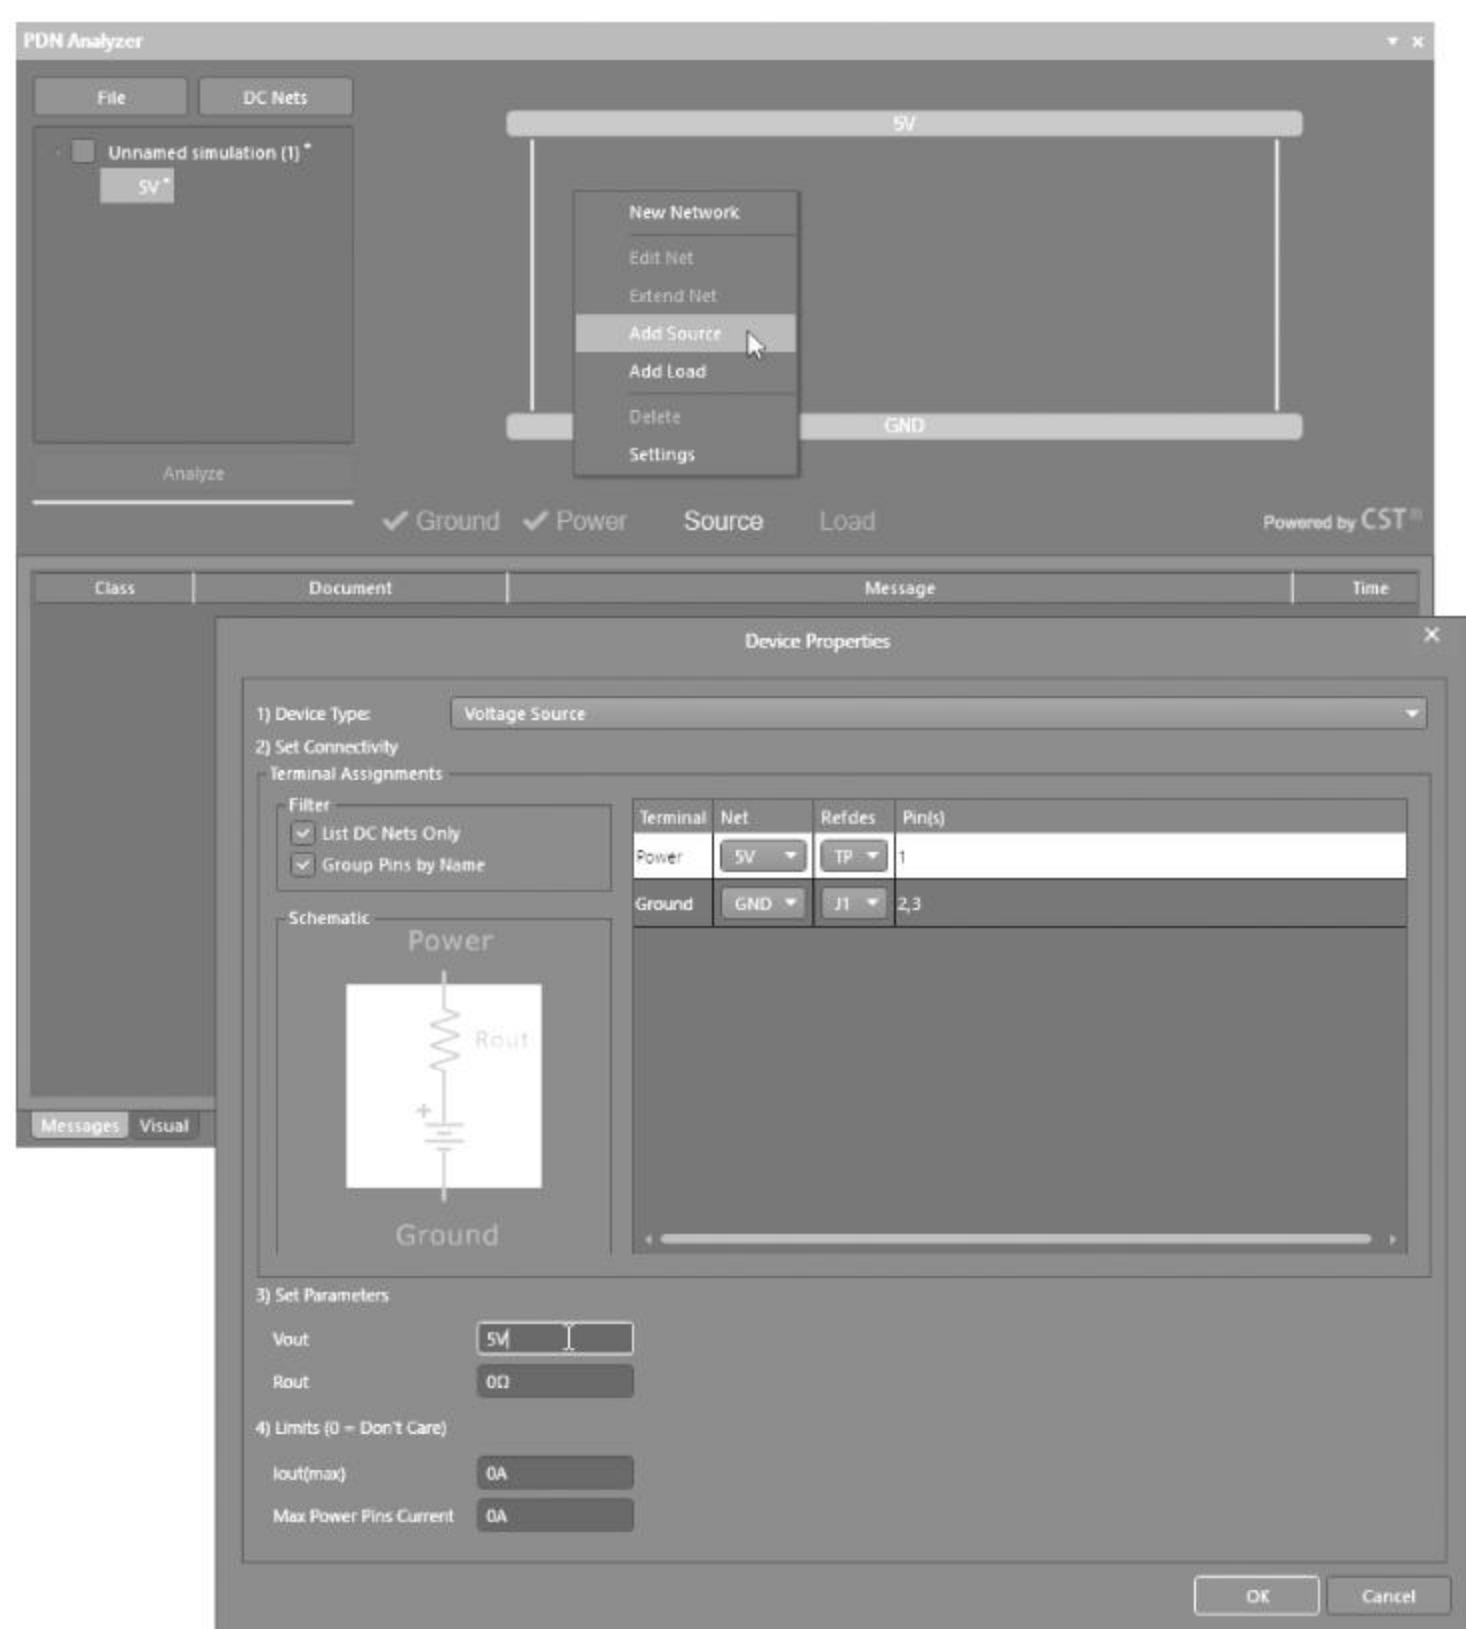 PDN Analyzer
File
DC Nets
Unnamed simulation (1) *
5V *
Analyze
5V
New Network
Edit Net
Extend Net
Add Source
Add Load
Delete
Settings
GND
Ground
Power
Source
Load
Powered by CST®
Class
Document
Message
Time
Messages
Visual
Device Properties
1) Device Type:
Voltage Source
2) Set Connectivity
Terminal Assignments
Filter
List DC Nets Only
Group Pins by Name
Terminal Net Refdes Pin(s)
Power 5V TP 1
Ground GND J1 2,3
Schematic
Power
Rout
+
Ground
3) Set Parameters
Vout 5V
Rout 0Ω
4) Limits (0 = Don't Care)
Iout(max) 0A
Max Power Pins Current 0A
OK
Cancel